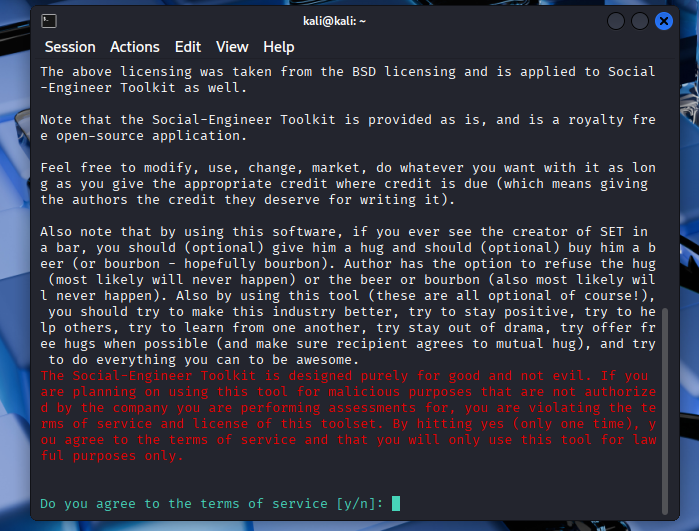 kali@kali: ~
Session Actions Edit View Help
The above licensing was taken from the BSD licensing and is applied to Social
-Engineer Toolkit as well.
Note that the Social-Engineer Toolkit is provided as is, and is a royalty fre
e open-source application.
Feel free to modify, use, change, market, do whatever you want with it as lon
g as you give the appropriate credit where credit is due (which means giving
the authors the credit they deserve for writing it).
Also note that by using this software, if you ever see the creator of SET in
a bar, you should (optional) give him a hug and should (optional) buy him a b
eer (or bourbon - hopefully bourbon). Author has the option to refuse the hug
(most likely will never happen) or the beer or bourbon (also most likely wil
l never happen). Also by using this tool (these are all optional of course!),
you should try to make this industry better, try to stay positive, try to he
lp others, try to learn from one another, try stay out of drama, try offer fr
ee hugs when possible (and make sure recipient agrees to mutual hug), and try
to do everything you can to be awesome.
The Social-Engineer Toolkit is designed purely for good and not evil. If you
are planning on using this tool for malicious purposes that are not authorize
d by the company you are performing assessments for, you are violating the te
rms of service and license of this toolset. By hitting yes (only one time), y
ou agree to the terms of service and that you will only use this tool for law
ful purposes only.
Do you agree to the terms of service [y/n]: